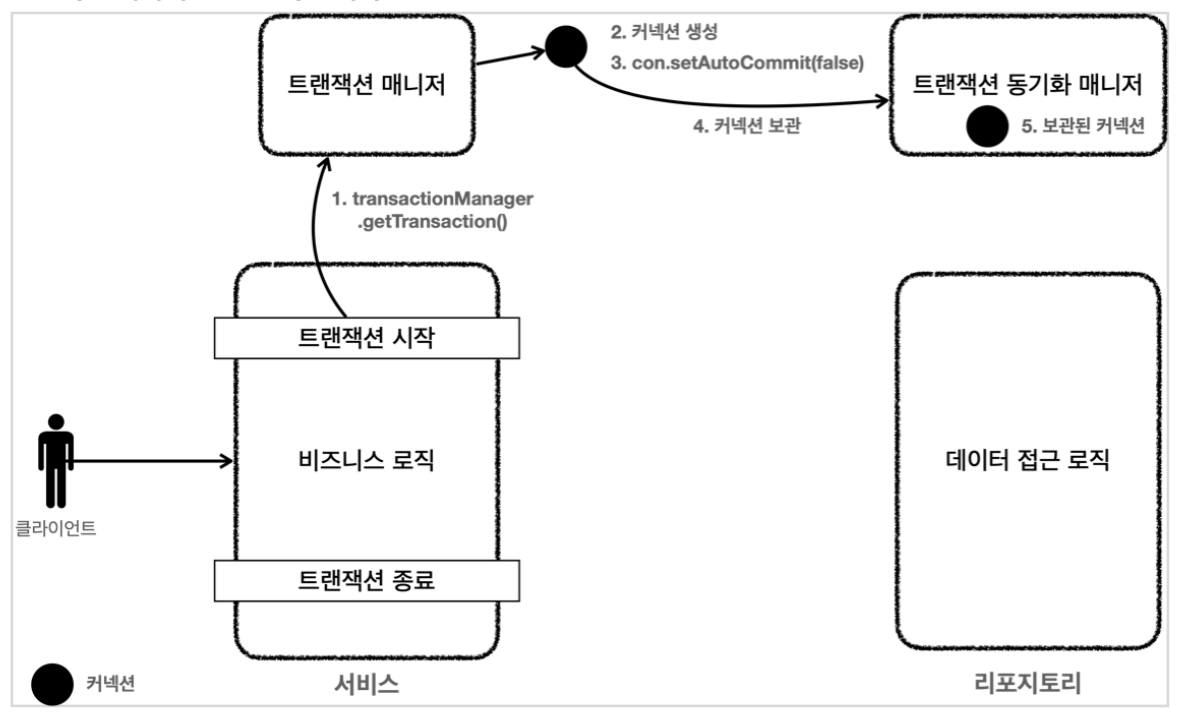 트랜잭션 매니저
2. 커넥션 생성
3. con.setAutoCommit(false)
4. 커넥션 보관
트랜잭션 동기화 매니저
5. 보관된 커넥션
1. transactionManager
.getTransaction()
트랜잭션 시작
비즈니스 로직
트랜잭션 종료
데이터 접근 로직
클라이언트
커넥션
서비스
리포지토리